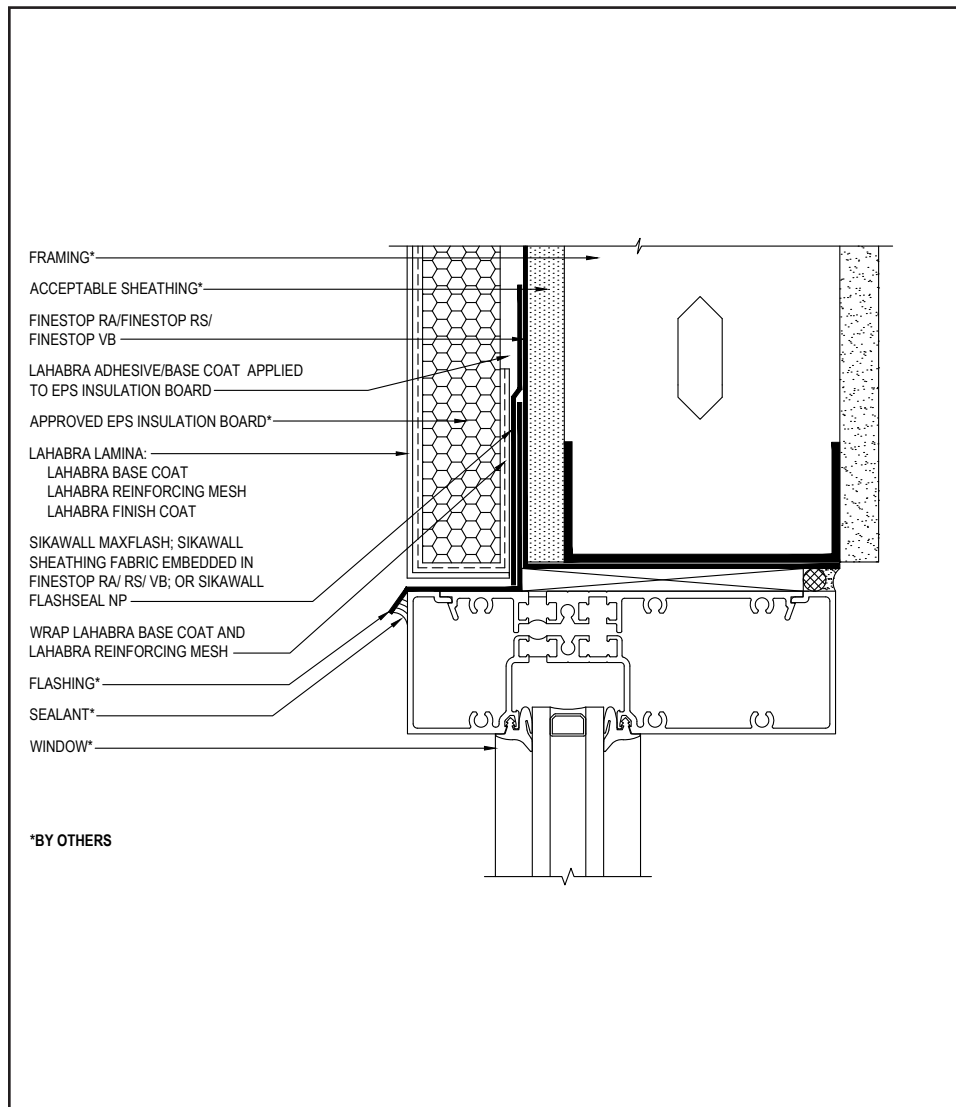 FRAMING*
ACCEPTABLE SHEATHING*
FINESTOP RA/FINESTOP RS/
FINESTOP VB
LAHABRA ADHESIVE/BASE COAT APPLIED
TO EPS INSULATION BOARD
APPROVED EPS INSULATION BOARD*
LAHABRA LAMINA:
LAHABRA BASE COAT
LAHABRA REINFORCING MESH
LAHABRA FINISH COAT
SIKAWALL MAXFLASH; SIKAWALL
SHEATHING FABRIC EMBEDDED IN
FINESTOP RA/ RS/ VB; OR SIKAWALL
FLASHSEAL NP
WRAP LAHABRA BASE COAT AND
LAHABRA REINFORCING MESH
FLASHING*
SEALANT*
WINDOW*
*BY OTHERS